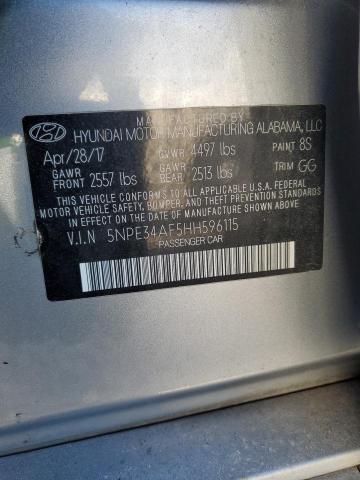 MANUFACTURED BY
HYUNDAI MOTOR MANUFACTURING ALABAMA, LLC
Apr/28/17 GVWR 4497 lbs PAINT 8S
GAWR FRONT 2557 lbs GAWR REAR 2513 lbs TRIM GG
THIS VEHICLE CONFORMS TO ALL APPLICABLE U.S.A. FEDERAL
MOTOR VEHICLE SAFETY, BUMPER, AND THEFT PREVENTION
STANDARDS IN EFFECT ON THE DATE OF MANUFACTURE
SHOWN ABOVE.
V.I.N 5NPE34AF5HH596115
PASSENGER CAR